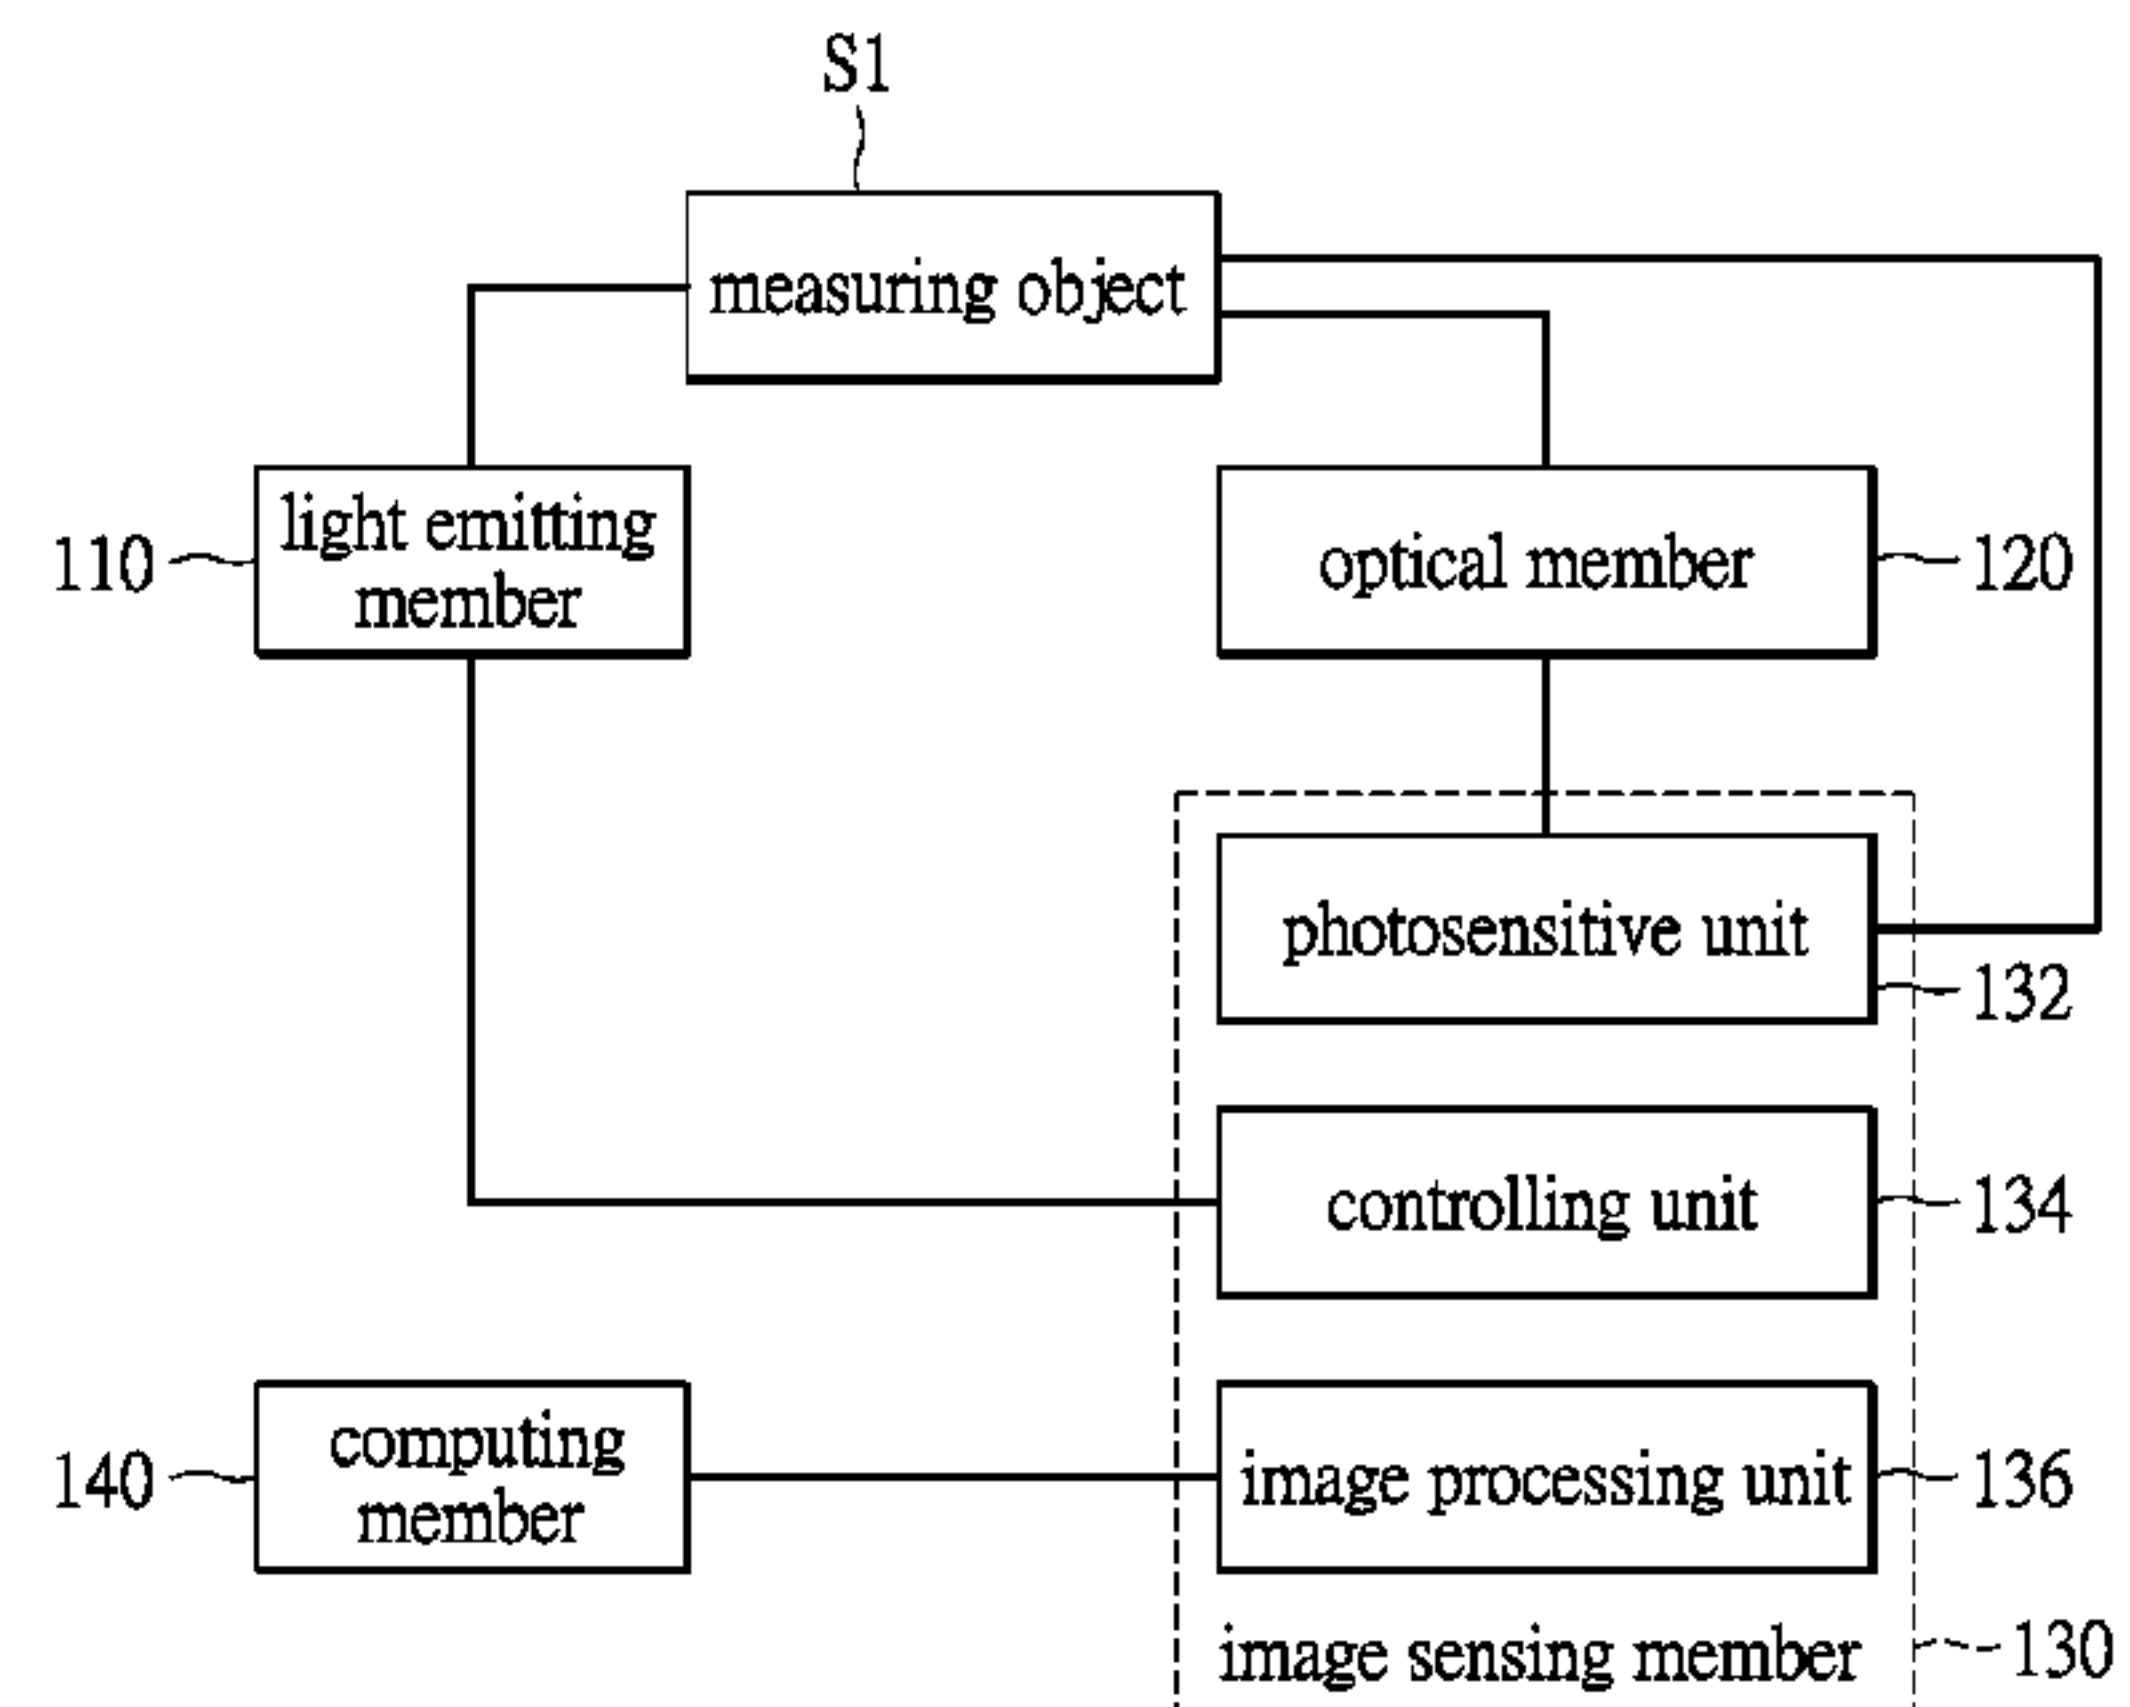 S1
measuring object
110
light emitting
member
optical member
120
photosensitive unit
132
controlling unit
134
140
computing
member
image processing unit
136
image sensing member
130